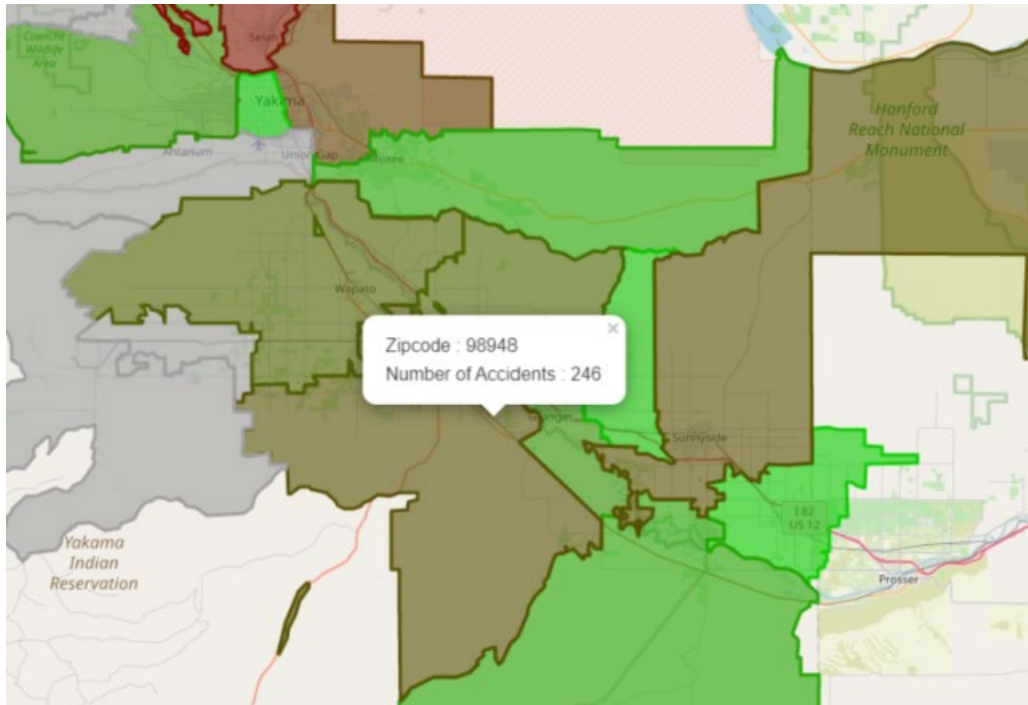 Cowiche
Wildlife
Area
Selah
Yakima
Ahtanum
Union Gap
Moxee
Hanford
Reach National
Monument
Wapato
×
Zipcode : 98948
Number of Accidents : 246
Granger
Sunnyside
I 82
US 12
Yakama
Indian
Reservation
Prosser